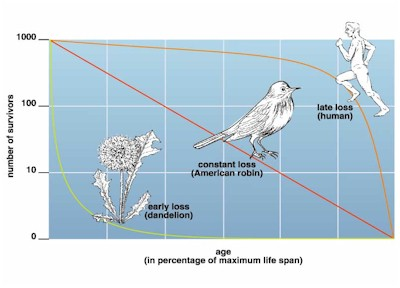 1000
100
10
0
number of survivors
late loss
(human)
constant loss
(American robin)
early loss
(dandelion)
age
(in percentage of maximum life span)